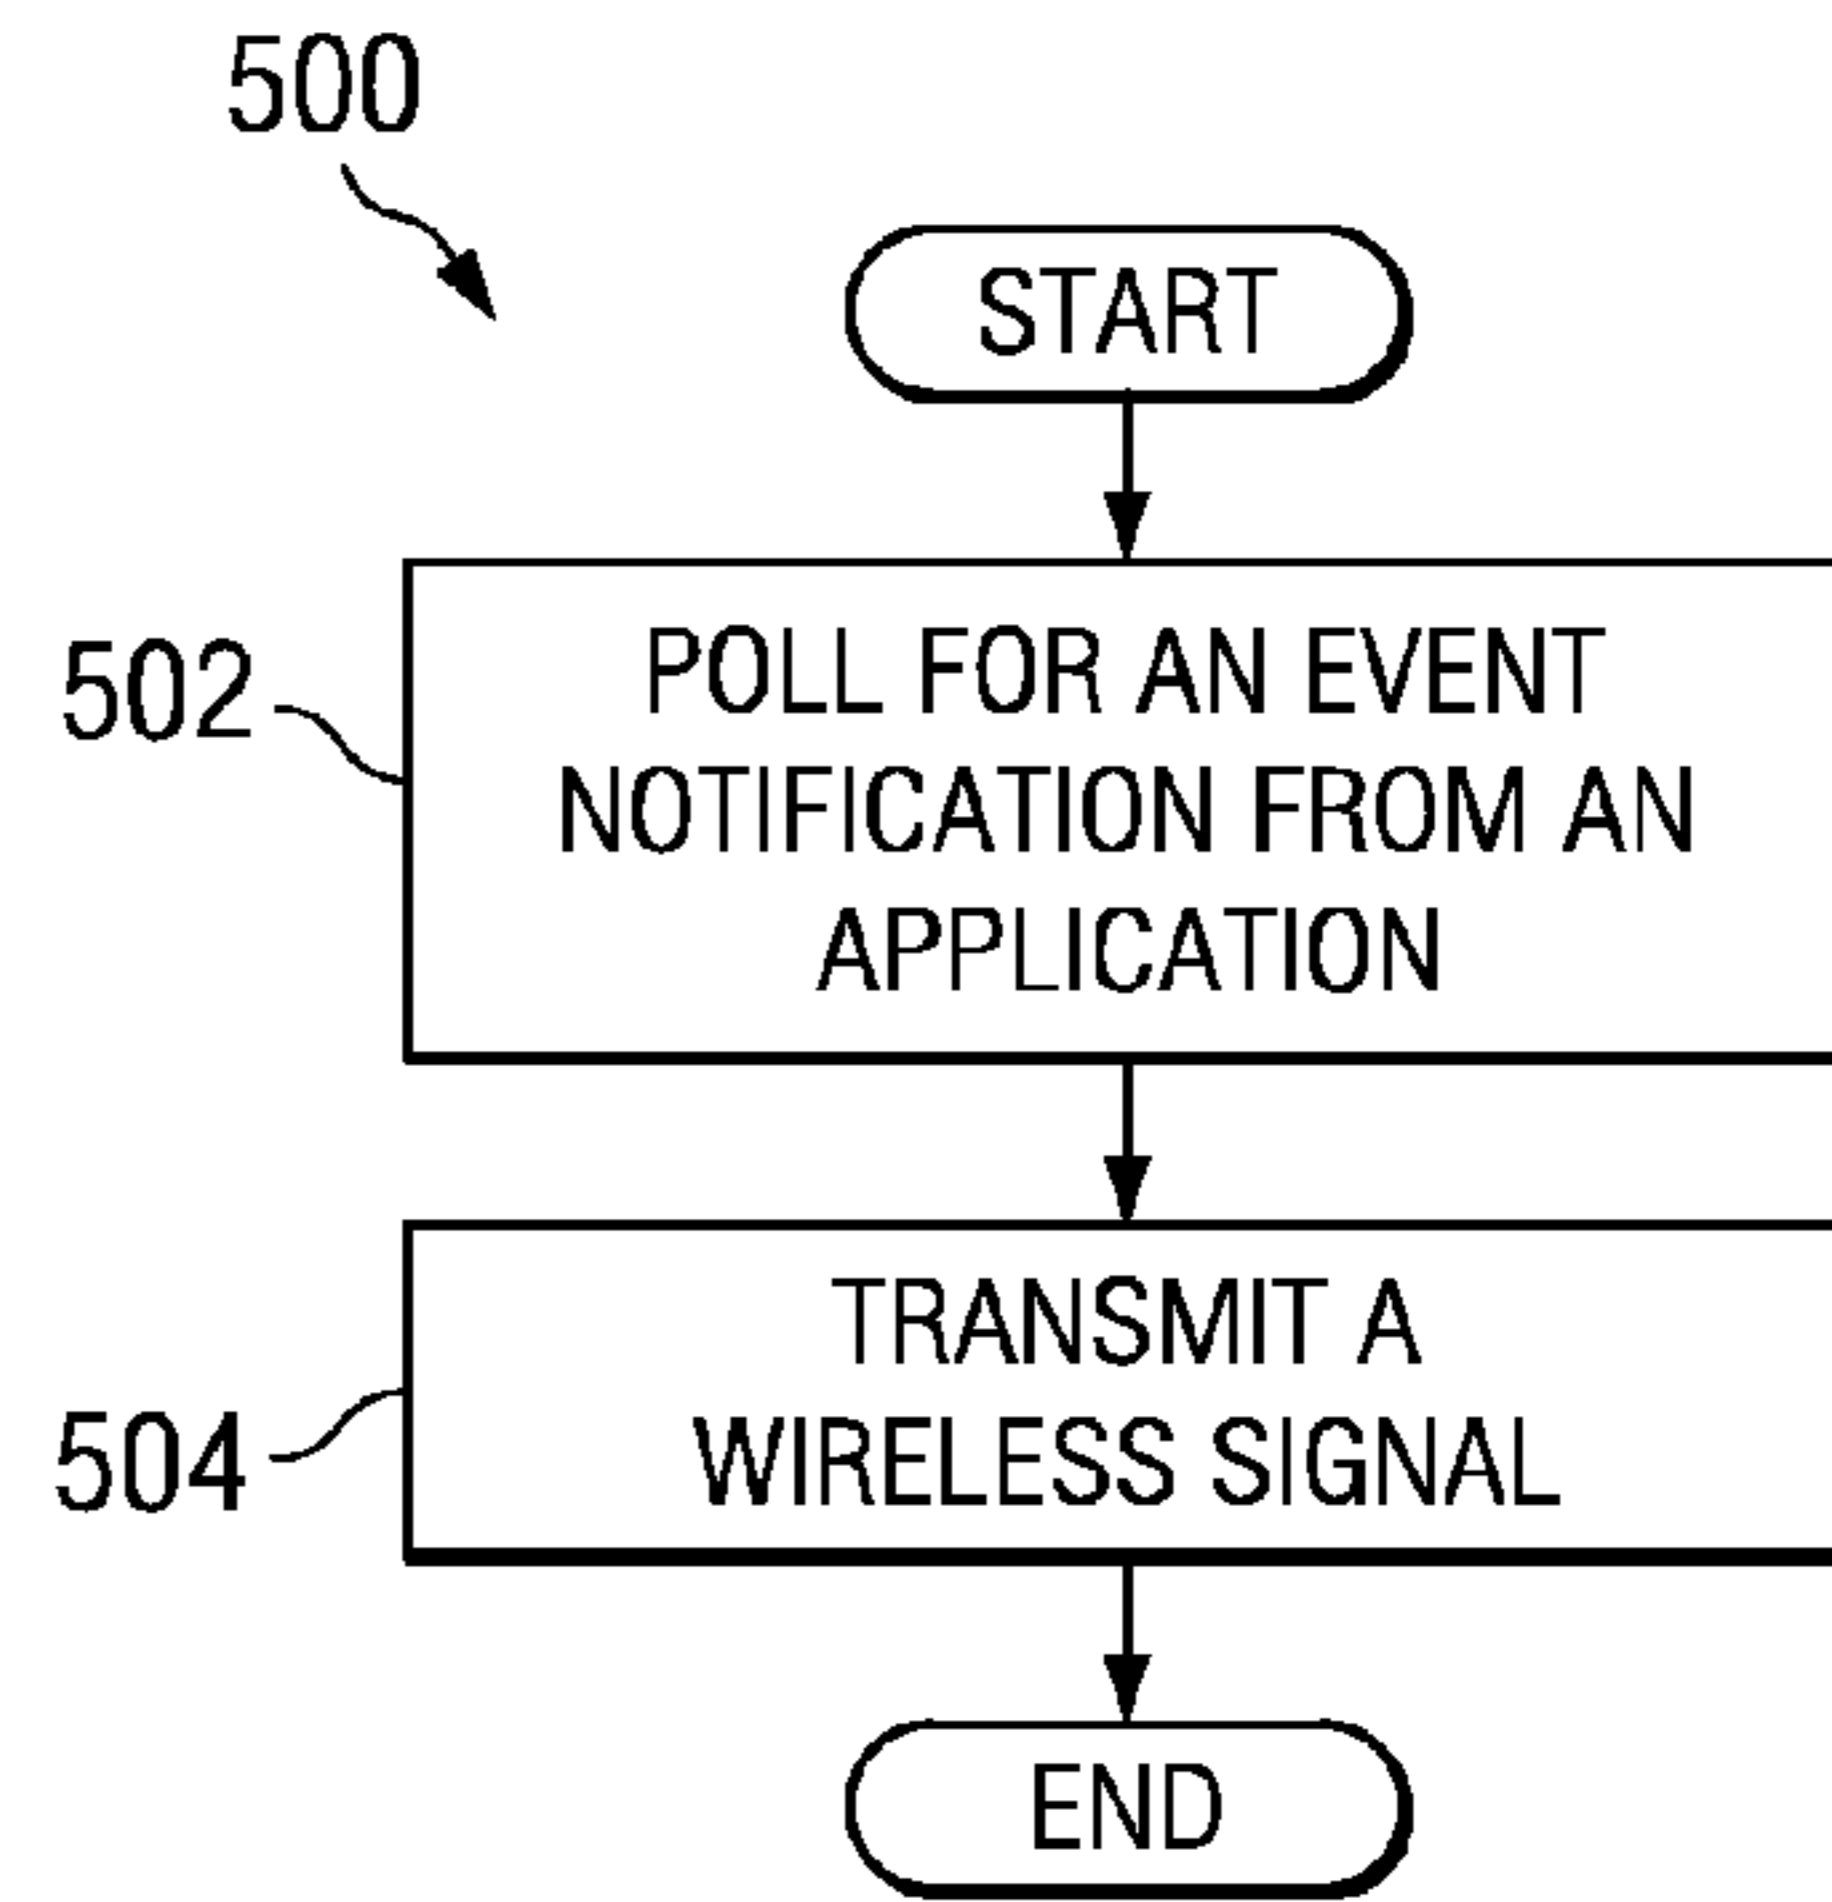 500
START
502
POLL FOR AN EVENT
NOTIFICATION FROM AN
APPLICATION
504
TRANSMIT A
WIRELESS SIGNAL
END